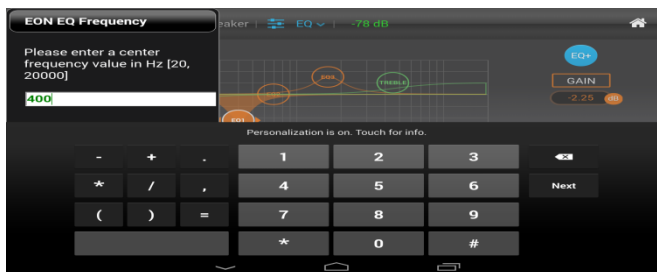 EON EQ Frequency
EQ
-78 dB
Please enter a center
frequency value in Hz [20,
20000]
400
EQ+
GAIN
-2.25 dB
TREBLE
EQ1
Personalization is on. Touch for info.
- + . 1 2 3
* / , 4 5 6 Next
( ) = 7 8 9
* 0 #